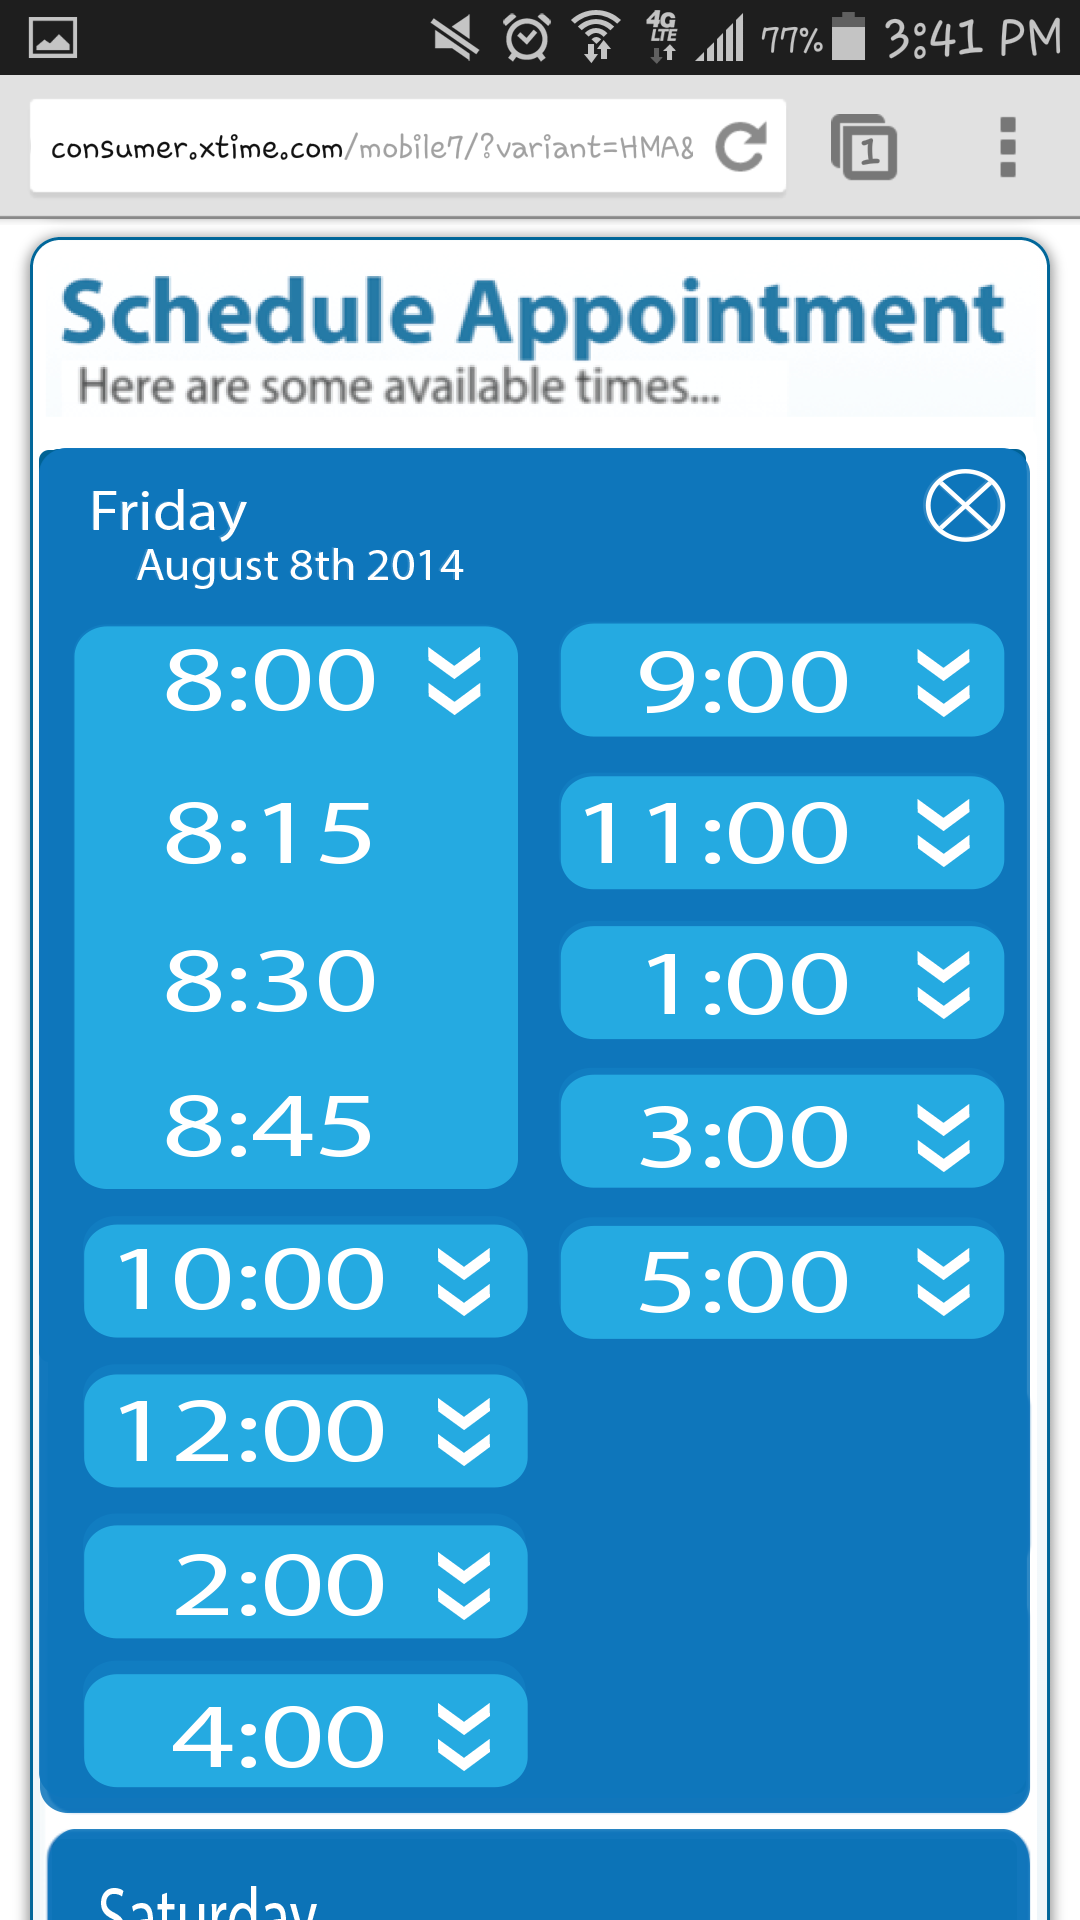 4G LTE 77% 3:41 PM
consumer.xtime.com/mobile7/?variant=HMA&
1
Schedule Appointment
Here are some available times...
Friday
August 8th 2014
8:00
8:15
8:30
8:45
10:00
12:00
2:00
4:00
9:00
11:00
1:00
3:00
5:00
Saturday